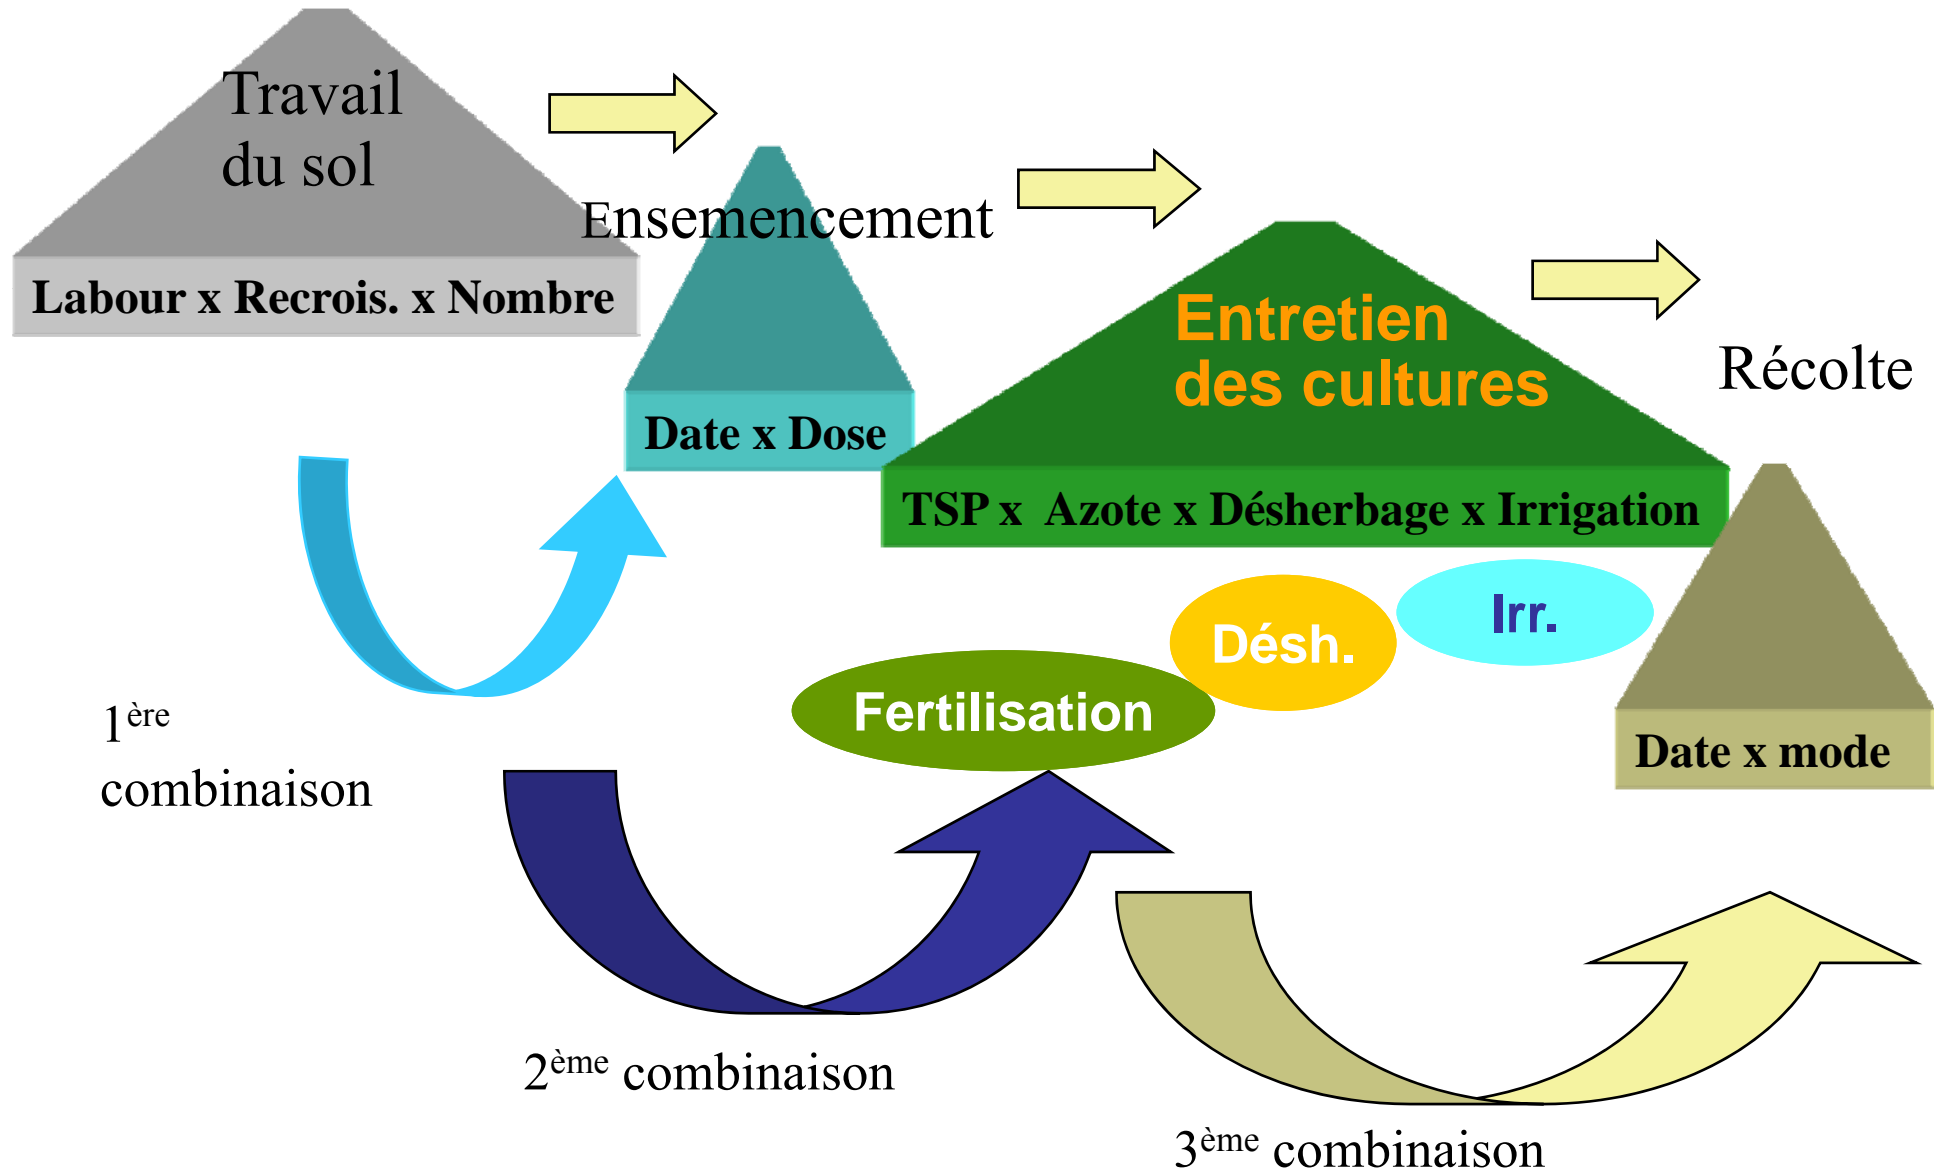 Travail
du sol
Labour x Recrois. x Nombre
Ensemencement
Date x Dose
Entretien
des cultures
TSP x Azote x Désherbage x Irrigation
Récolte
Date x mode
Irr.
Désh.
Fertilisation
1ère
combinaison
2ème combinaison
3ème combinaison